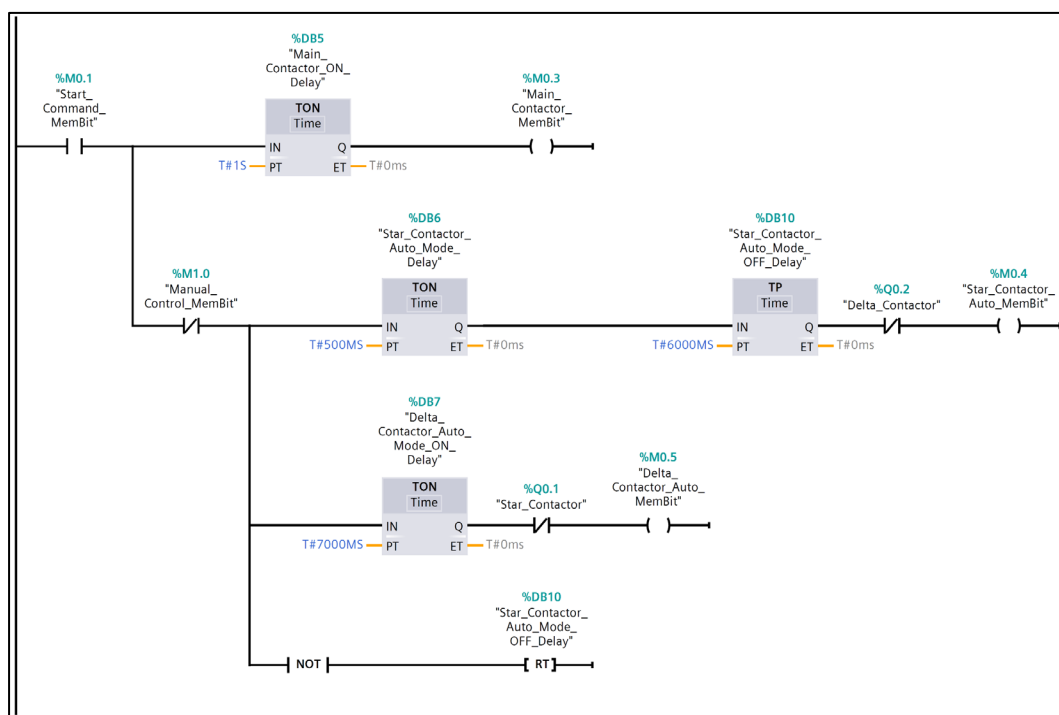 %DB5
"Main_
Contactor_ON_
Delay"
%M0.1
"Start_
Command_
MemBit"
TON
Time
%M0.3
"Main_
Contactor_
MemBit"
IN Q
T#1S PT ET T#0ms
%DB6
"Star_Contactor_
Auto_Mode_
Delay"
%DB10
"Star_Contactor_
Auto_Mode_
OFF_Delay"
%M1.0
"Manual_
Control_MemBit"
TON
Time
TP
Time
%Q0.2
"Delta_Contactor"
%M0.4
"Star_Contactor_
Auto_MemBit"
IN Q IN Q
T#500MS PT ET T#0ms T#6000MS PT ET T#0ms
%DB7
"Delta_
Contactor_Auto_
Mode_ON_
Delay"
TON
Time
%Q0.1
"Star_Contactor"
%M0.5
"Delta_
Contactor_Auto_
MemBit"
IN Q
T#7000MS PT ET T#0ms
%DB10
"Star_Contactor_
Auto_Mode_
OFF_Delay"
NOT RT